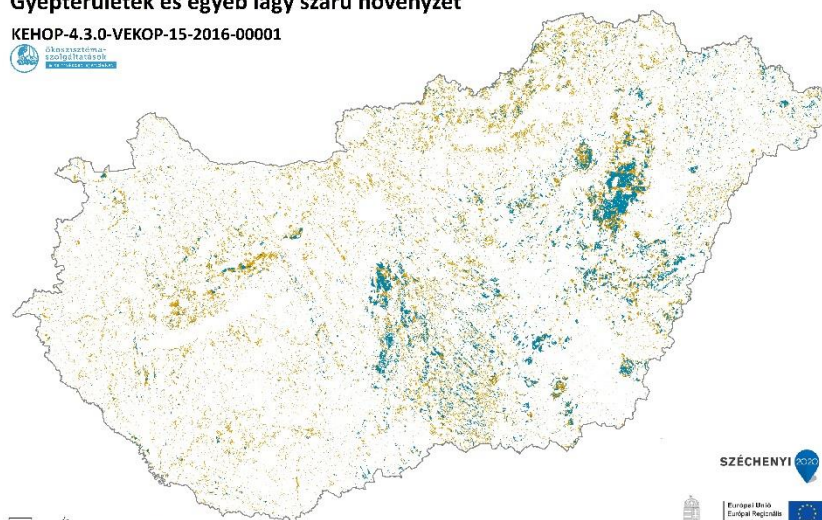 Gyepterületek és egyéb lágy szárú növényzet
KEHOP-4.3.0-VEKOP-15-2016-00001
ökoszisztéma-
szolgáltatások
SZÉCHENYI 2020
Európai Unió
Európai Regionális